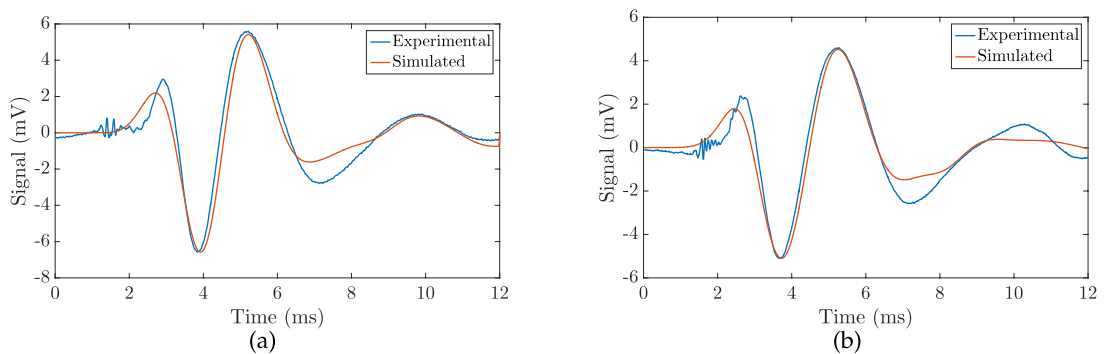 6
4
2
0
-2
-4
-6
-8
Signal (mV)
Experimental
Simulated
0 2 4 6 8 10 12
Time (ms)
(a)
6
4
2
0
-2
-4
-6
Signal (mV)
Experimental
Simulated
0 2 4 6 8 10 12
Time (ms)
(b)